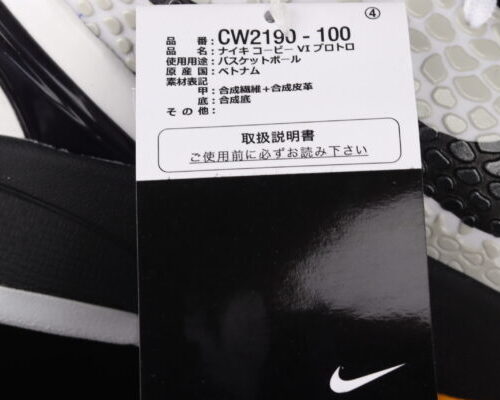 ④
品 番 : CW2190 - 100
品 名 : ナイキ コービー VI プロトロ
使用用途 : バスケットボール
原 産 国 : ベトナム
素材表記
甲 : 合成繊維+合成皮革
底 : 合成底
そ の 他 :
取扱説明書
ご使用前に必ずお読み下さい